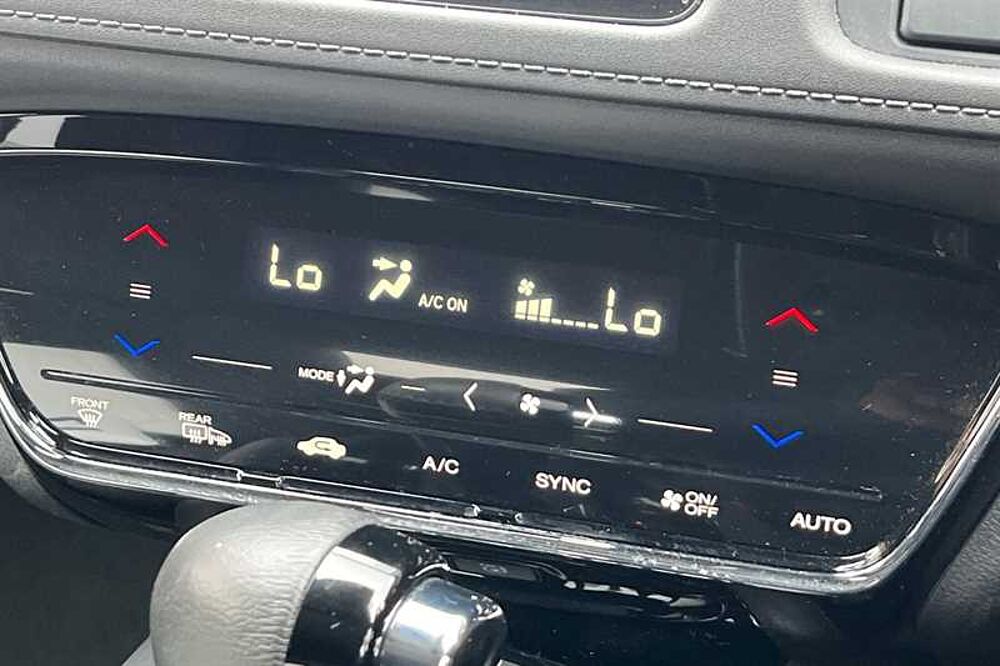 Lo A/C ON Lo
MODE
FRONT
REAR
A/C
SYNC
ON/
OFF
AUTO